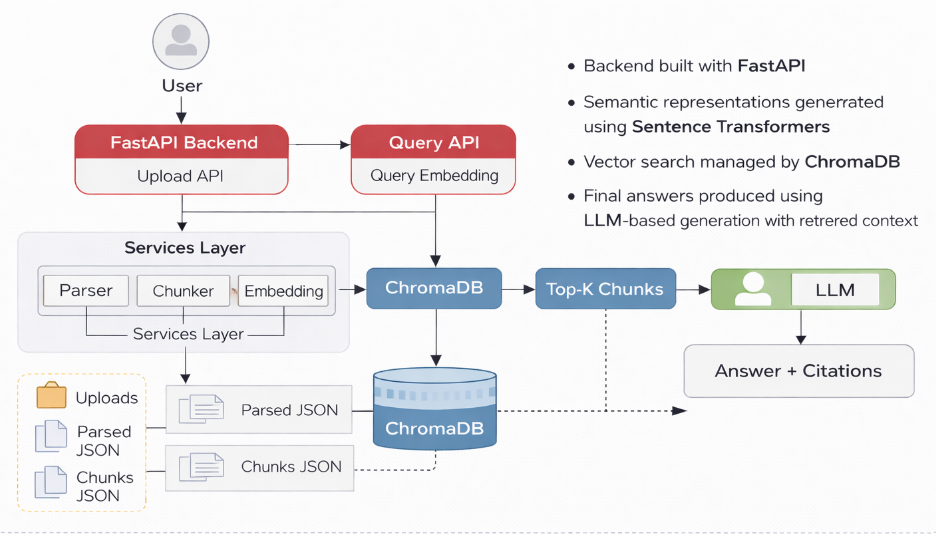 User
FastAPI Backend
Upload API
Query API
Query Embedding
• Backend built with FastAPI
• Semantic representations generrated
using Sentence Transformers
• Vector search managed by ChromaDB
• Final answers produced using
LLM-based generation with retrered context
Services Layer
Parser
Chunker
Embedding
Services Layer
ChromaDB
Top-K Chunks
LLM
Answer + Citations
Uploads
Parsed
JSON
Chunks
JSON
Parsed JSON
Chunks JSON
ChromaDB